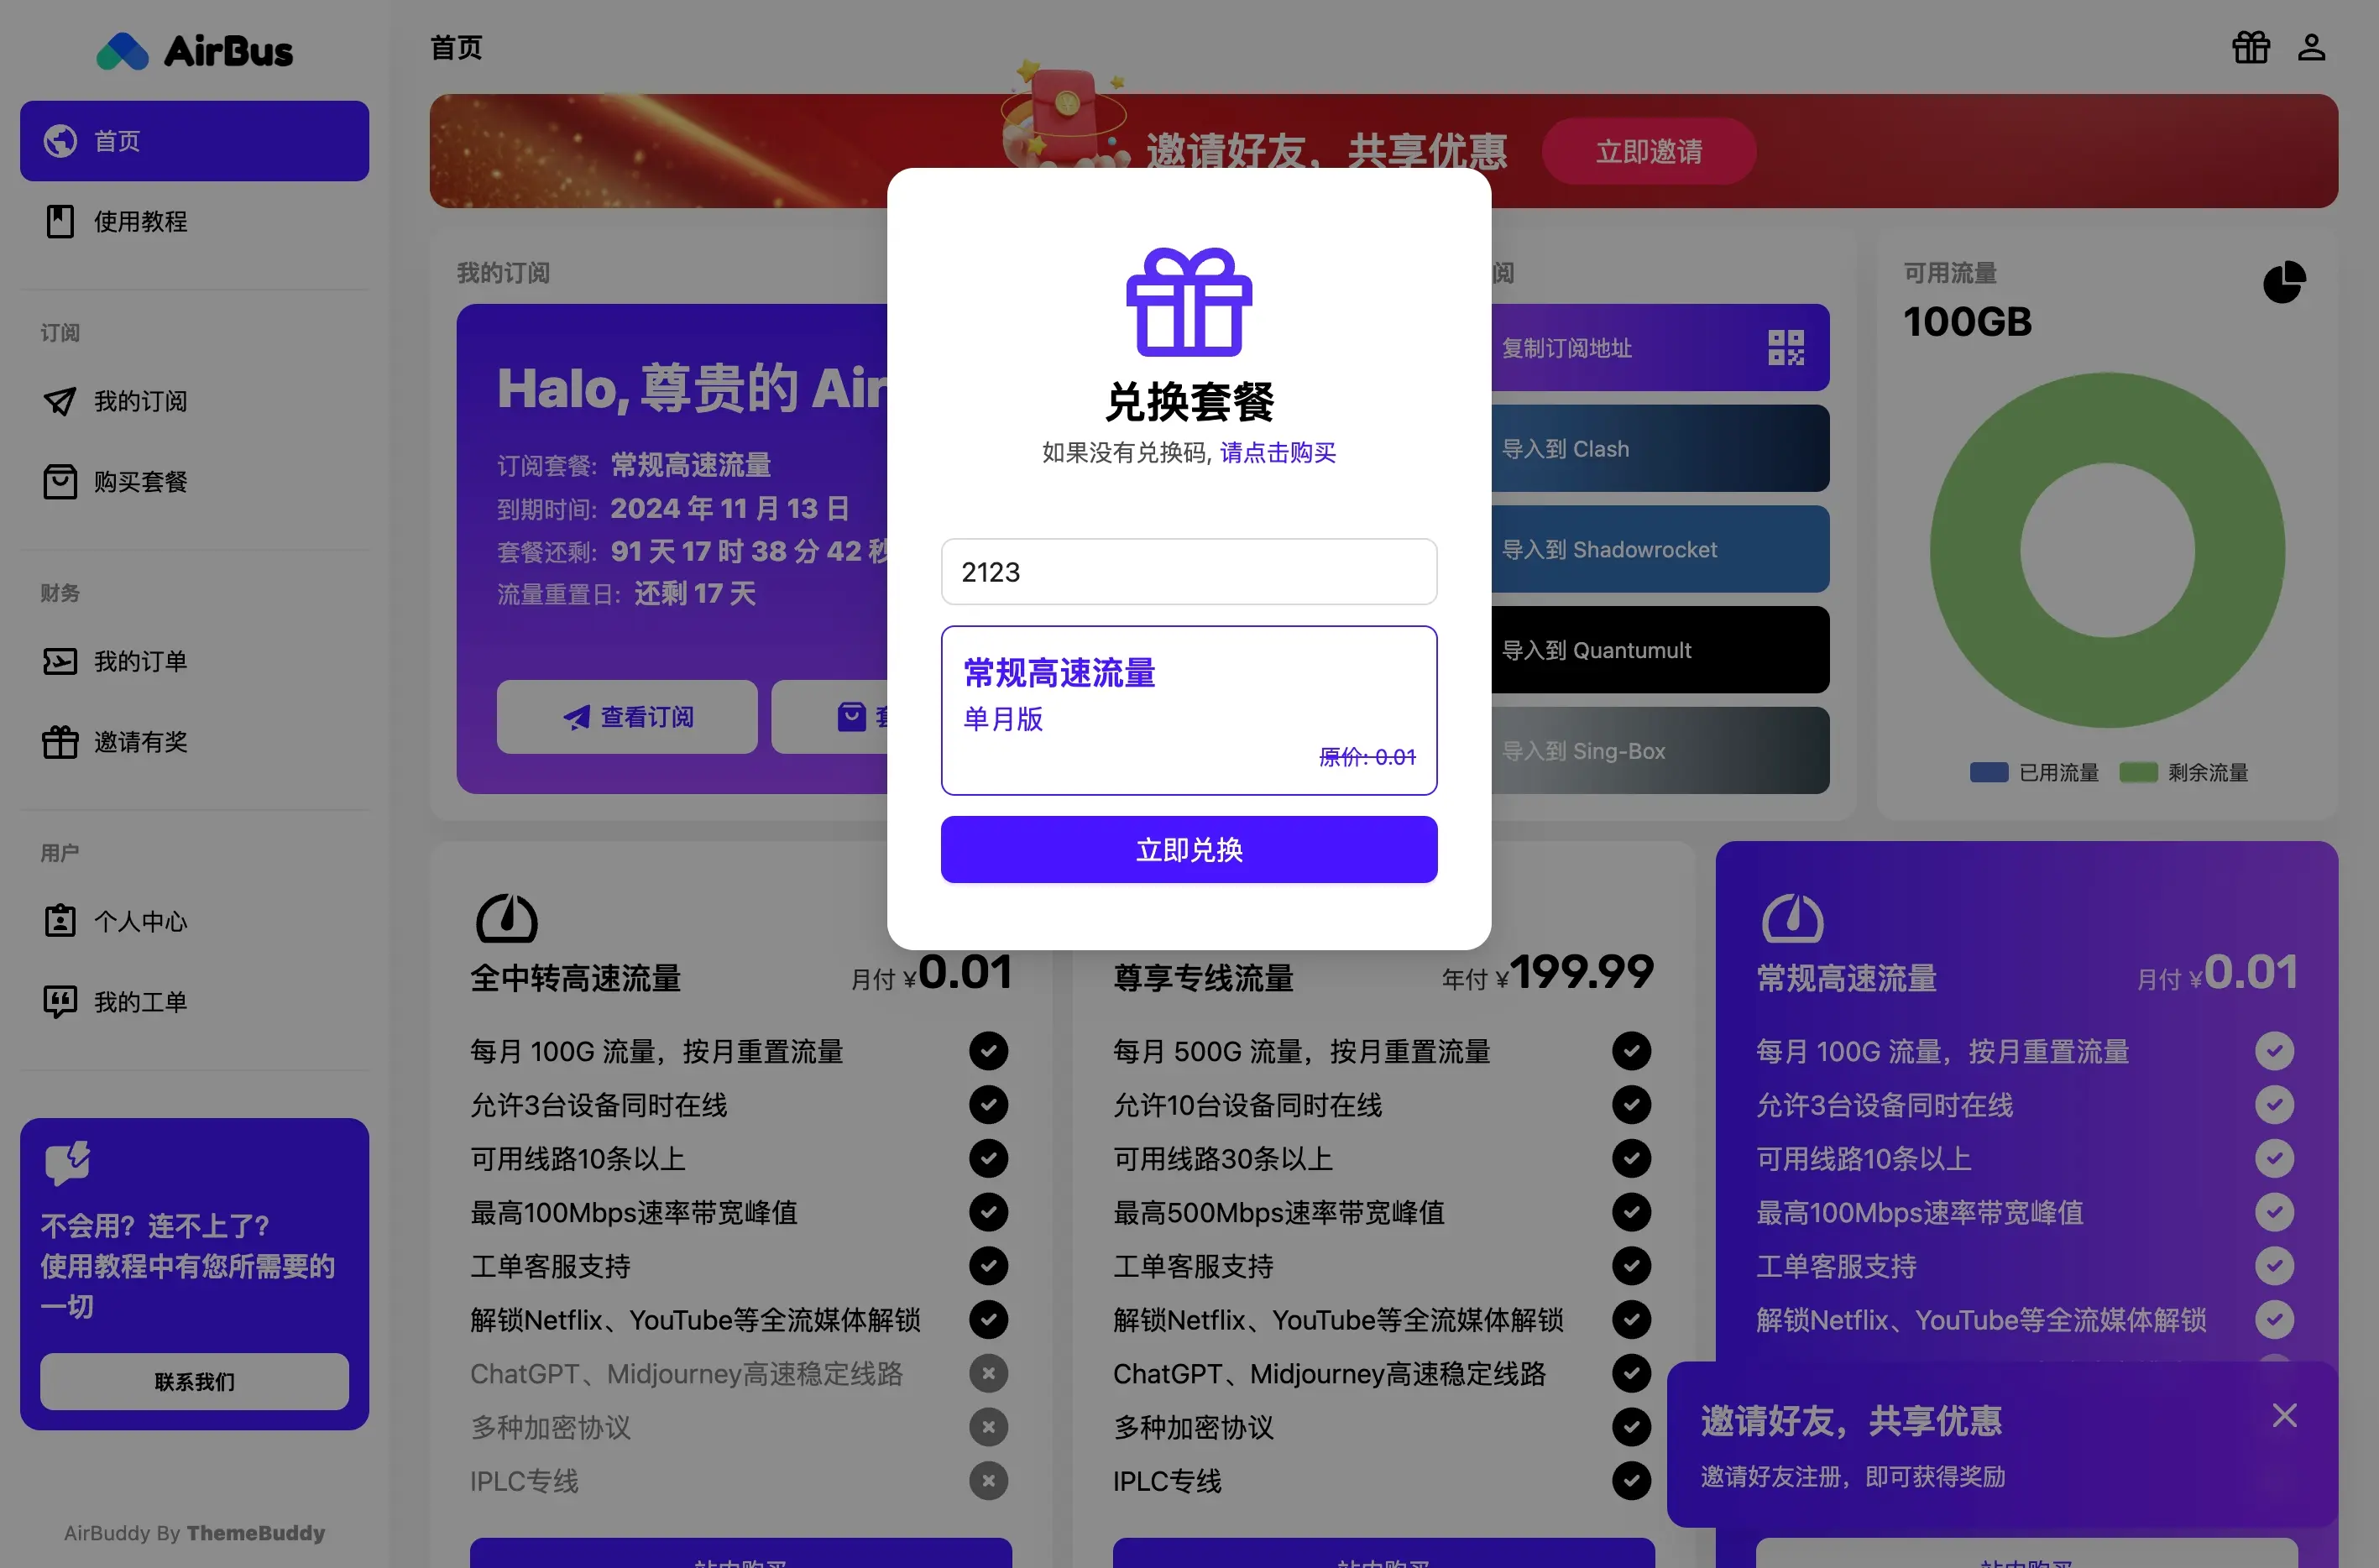 AirBus
首页
使用教程
订阅
我的订阅
购买套餐
财务
我的订单
邀请有奖
用户
个人中心
我的工单
不会用？连不上了？
使用教程中有您所需要的
一切
联系我们
AirBuddy By ThemeBuddy
首页
邀请好友，共享优惠
立即邀请
我的订阅
Halo, 尊贵的 Air
订阅套餐: 常规高速流量
到期时间: 2024 年 11 月 13 日
套餐还剩: 91 天 17 时 38 分 42 秒
流量重置日: 还剩 17 天
查看订阅
兑换套餐
如果没有兑换码, 请点击购买
2123
常规高速流量
单月版
原价: 0.01
立即兑换
阅
复制订阅地址
导入到 Clash
导入到 Shadowrocket
导入到 Quantumult
导入到 Sing-Box
可用流量
100GB
已用流量
剩余流量
全中转高速流量
月付 ¥0.01
每月 100G 流量，按月重置流量
允许3台设备同时在线
可用线路10条以上
最高100Mbps速率带宽峰值
工单客服支持
解锁Netflix、YouTube等全流媒体解锁
ChatGPT、Midjourney高速稳定线路
多种加密协议
IPLC专线
站内购买
尊享专线流量
年付 ¥199.99
每月 500G 流量，按月重置流量
允许10台设备同时在线
可用线路30条以上
最高500Mbps速率带宽峰值
工单客服支持
解锁Netflix、YouTube等全流媒体解锁
ChatGPT、Midjourney高速稳定线路
多种加密协议
IPLC专线
站内购买
常规高速流量
月付 ¥0.01
每月 100G 流量，按月重置流量
允许3台设备同时在线
可用线路10条以上
最高100Mbps速率带宽峰值
工单客服支持
解锁Netflix、YouTube等全流媒体解锁
站内购买
邀请好友，共享优惠
邀请好友注册，即可获得奖励